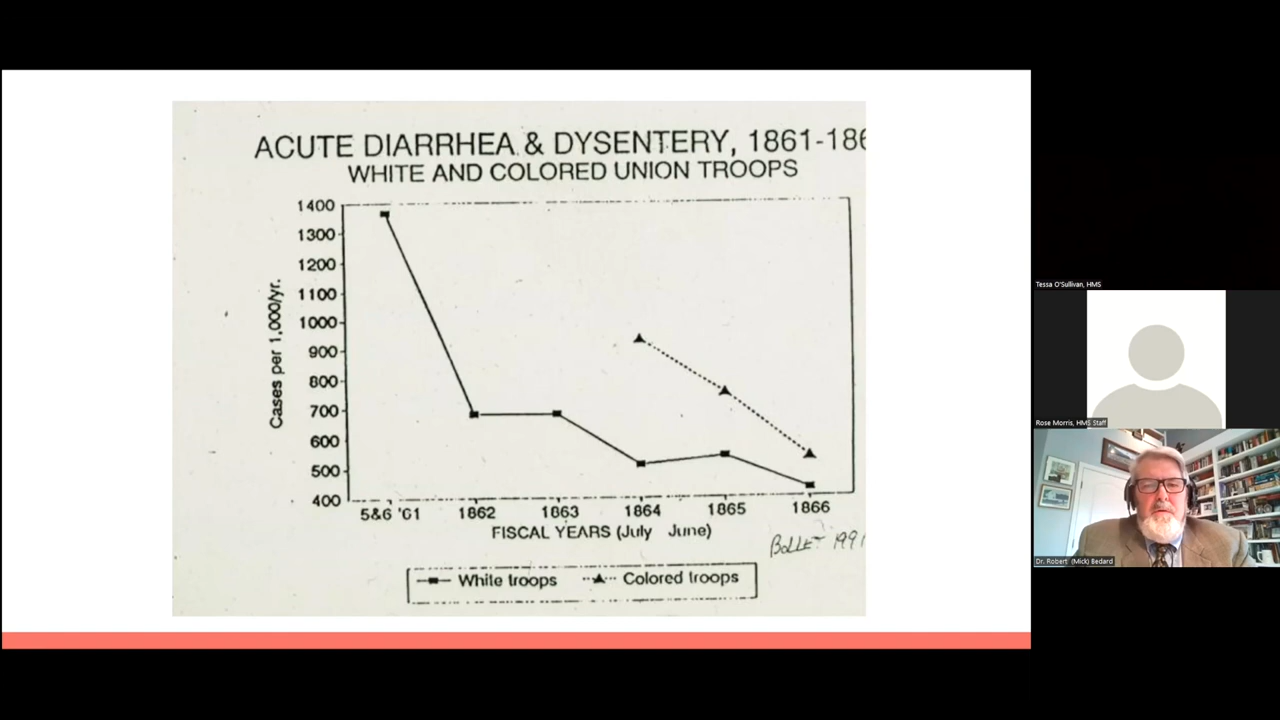 ACUTE DIARRHEA & DYSENTERY, 1861-186
WHITE AND COLORED UNION TROOPS
Cases per 1,000/yr.
1400
1300
1200
1100
1000
900
800
700
600
500
400
5&6 '61
1862
1863
1864
1865
1866
FISCAL YEARS (July June)
Bollet 1991
White troops
Colored troops
Tessa O'Sullivan, HMS
Rose Morris, HMS Staff
Dr. Robert (Mick) Bedard